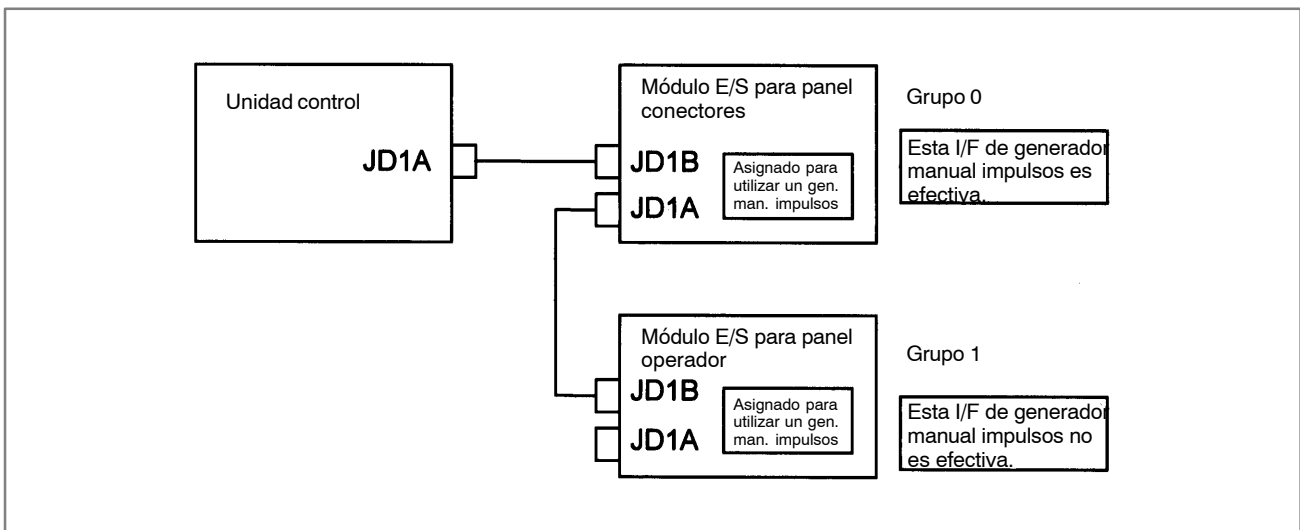 Unidad control
JD1A
Módulo E/S para panel
conectores
JD1B
JD1A
Asignado para
utilizar un gen.
man. impulsos
Grupo 0
Esta I/F de generador
manual impulsos es
efectiva.
Módulo E/S para panel
operador
JD1B
JD1A
Asignado para
utilizar un gen.
man. impulsos
Grupo 1
Esta I/F de generador
manual impulsos no
es efectiva.